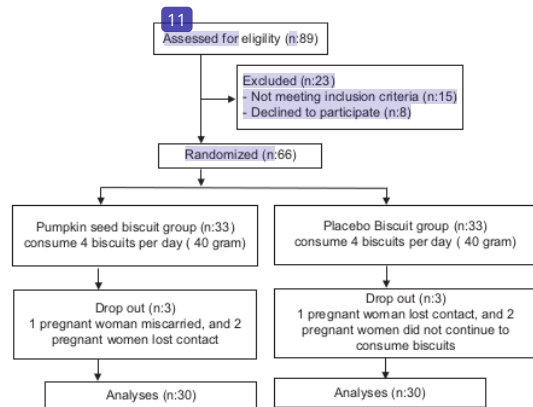 11
Assessed for eligility (n:89)
Excluded (n:23)
- Not meeting inclusion criteria (n:15)
- Declined to participate (n:8)
Randomized (n:66)
Pumpkin seed biscuit group (n:33)
consume 4 biscuits per day ( 40 gram)
Placebo Biscuit group (n:33)
consume 4 biscuits per day ( 40 gram)
Drop out (n:3)
1 pregnant woman miscarried, and 2
pregnant women lost contact
Drop out (n:3)
1 pregnant woman lost contact, and 2
pregnant women did not continue to
consume biscuits
Analyses (n:30)
Analyses (n:30)